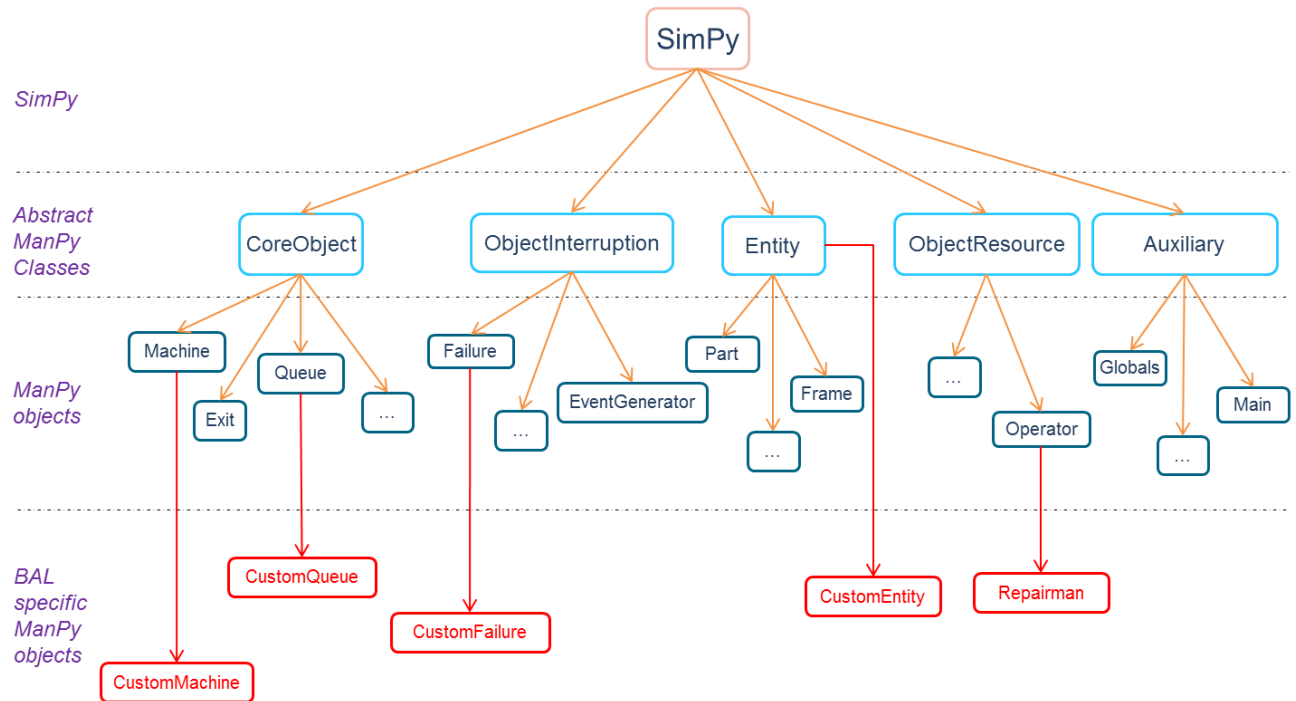 SimPy
SimPy
Abstract
ManPy
Classes
CoreObject
ObjectInterruption
Entity
ObjectResource
Auxiliary
ManPy
objects
Machine
Exit
Queue
...
Failure
...
EventGenerator
Part
...
Frame
...
Operator
Globals
...
Main
BAL
specific
ManPy
objects
CustomMachine
CustomQueue
CustomFailure
CustomEntity
Repairman